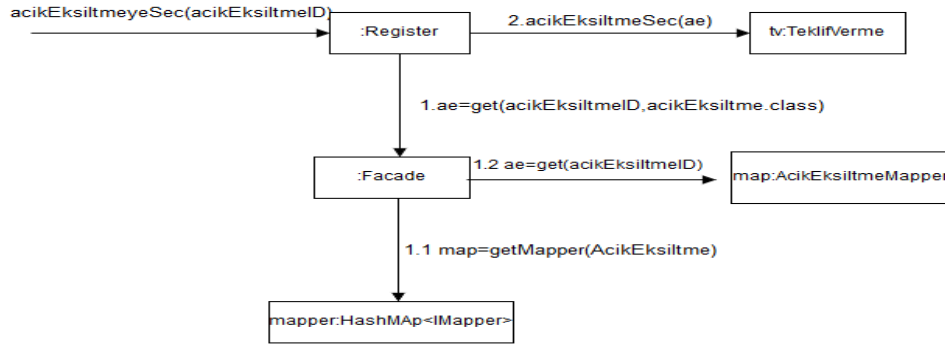 acikEksiltmeyeSec(acikEksiltmeID)
:Register
2.acikEksiltmeSec(ae)
tv:TeklifVerme
1.ae=get(acikEksiltmeID,acikEksiltme.class)
:Facade
1.2 ae=get(acikEksiltmeID)
map:AcikEksiltmeMapper
1.1 map=getMapper(AcikEksiltme)
mapper:HashMAp<IMapper>